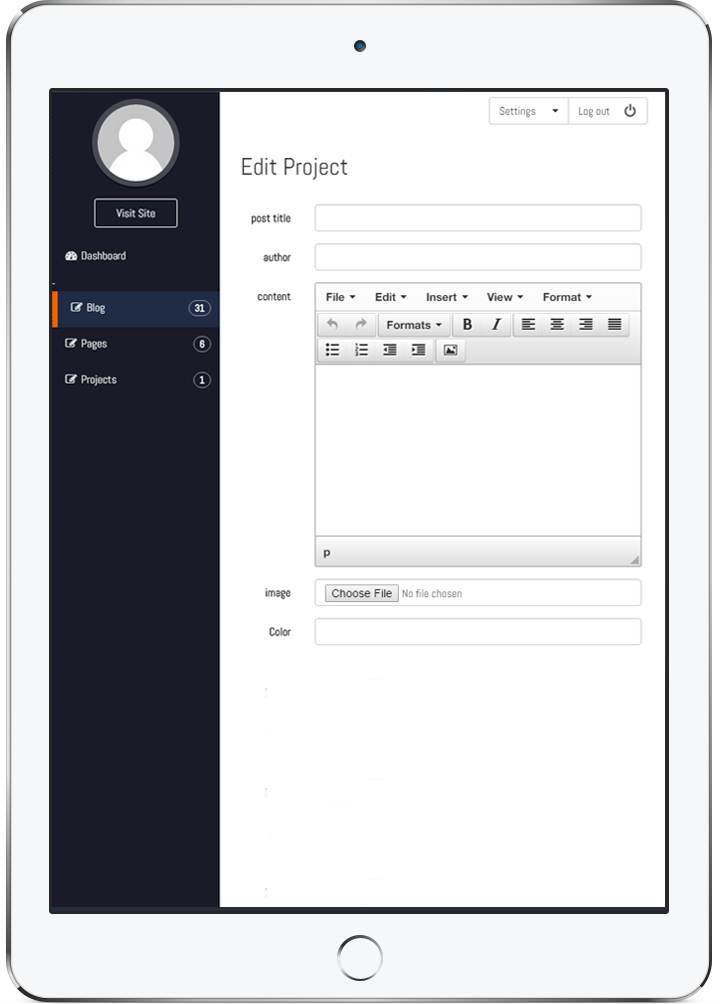 Settings
Log out
Edit Project
Visit Site
Dashboard
Blog 31
Pages 6
Projects 1
post title
author
content
File Edit Insert View Format
Formats B I
p
image Choose File No file chosen
Color